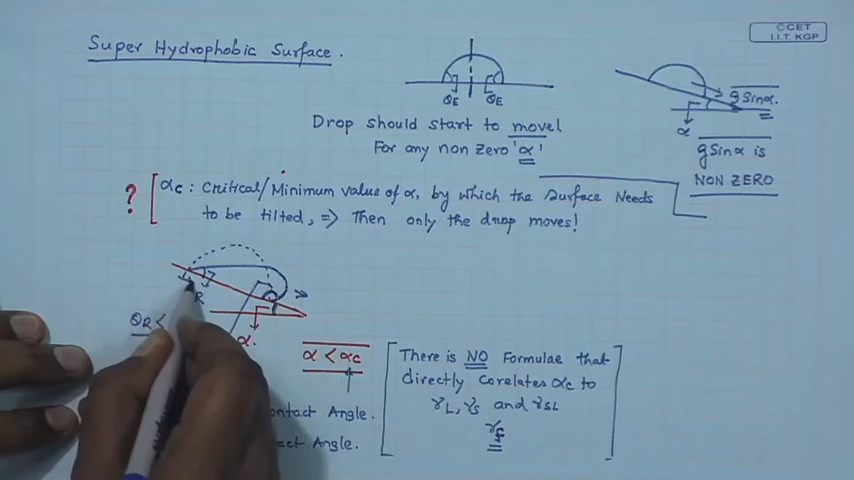 ©CET
I.I.T. KGP
Super Hydrophobic Surface.
θE θE
g Sinα.
α
Drop should start to move!
For any non Zero 'α'
g Sinα is
NON ZERO
? αc : Critical/Minimum value of α, by which the Surface Needs
to be tilted, => Then only the drop moves!
R
θR <
α.
α < αc
There is NO Formulae that
directly Corelates αc to
γL, γS and γSL
γf
ontact Angle.
ct Angle.